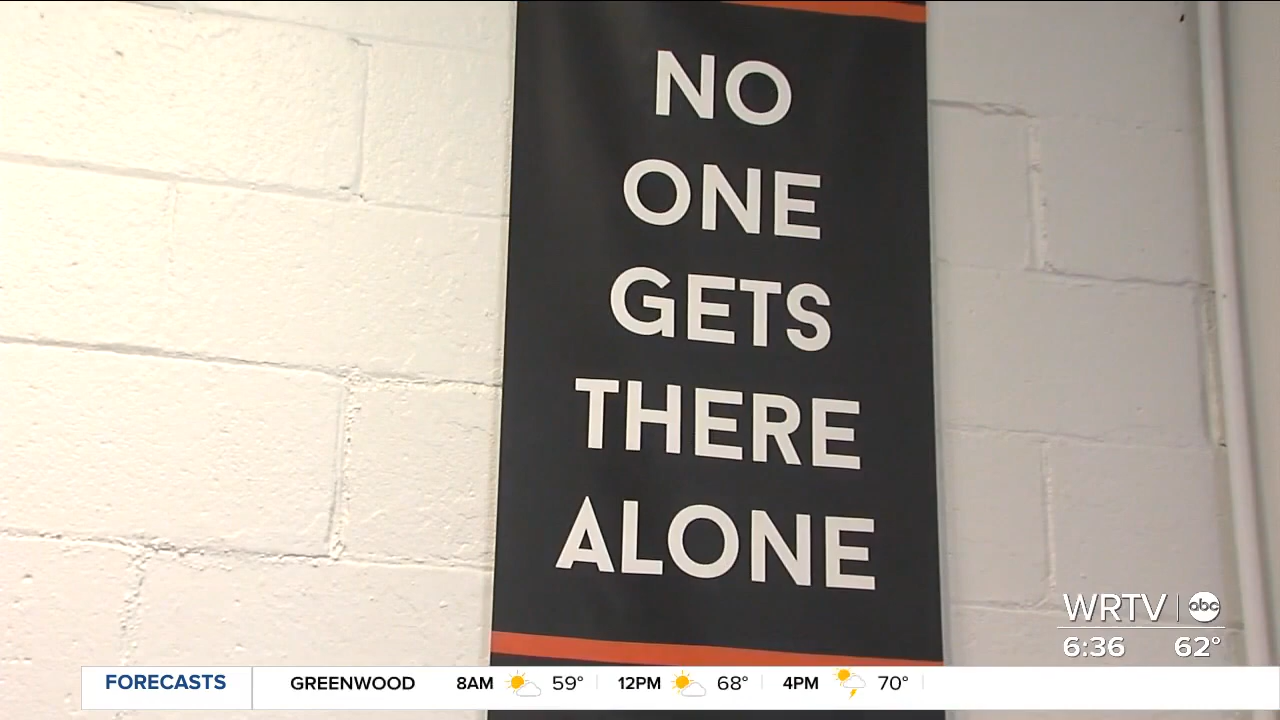 NO
ONE
GETS
THERE
ALONE
WRTV abc
6:36 62°
FORECASTS GREENWOOD 8AM 59° 12PM 68° 4PM 70°